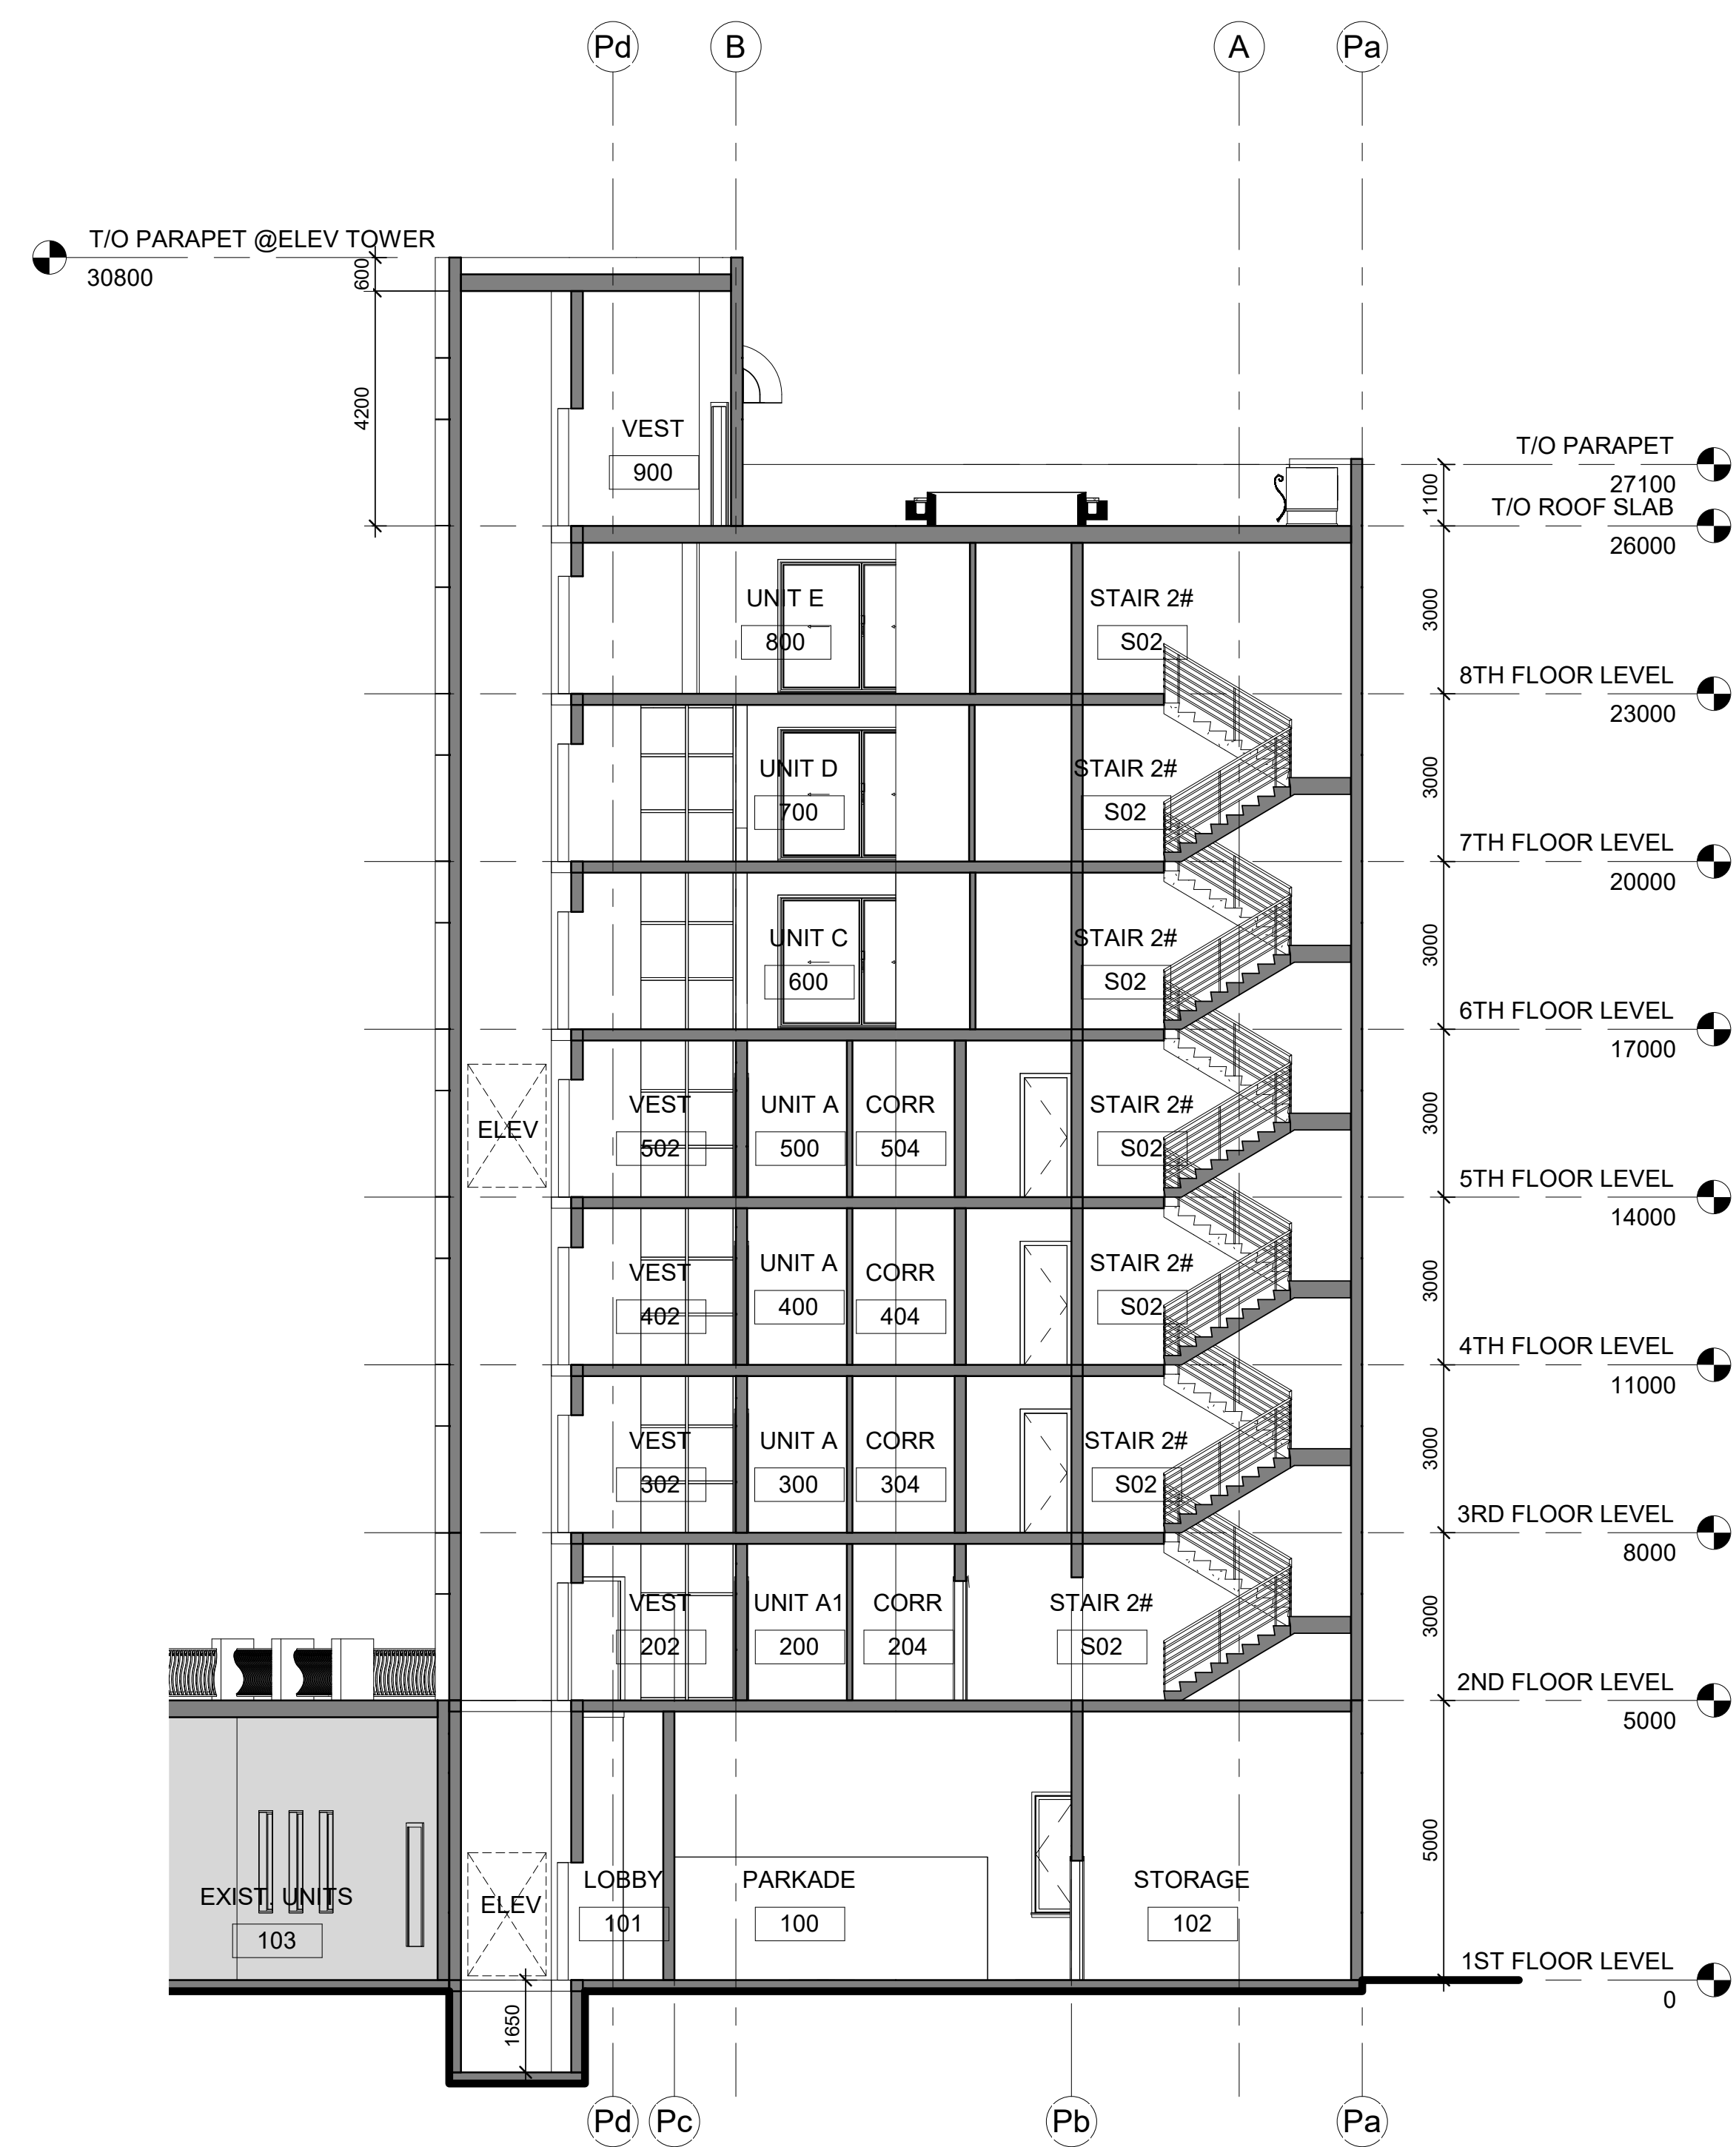 Pd
B
A
Pa
T/O PARAPET @ELEV TOWER
30800
600
4200
VEST
900
T/O PARAPET
27100
1100
T/O ROOF SLAB
26000
UNIT E
800
STAIR 2#
S02
3000
8TH FLOOR LEVEL
23000
UNIT D
700
STAIR 2#
S02
3000
7TH FLOOR LEVEL
20000
UNIT C
600
STAIR 2#
S02
3000
6TH FLOOR LEVEL
17000
ELEV
VEST
502
UNIT A
500
CORR
504
STAIR 2#
S02
3000
5TH FLOOR LEVEL
14000
VEST
402
UNIT A
400
CORR
404
STAIR 2#
S02
3000
4TH FLOOR LEVEL
11000
VEST
302
UNIT A
300
CORR
304
STAIR 2#
S02
3000
3RD FLOOR LEVEL
8000
VEST
202
UNIT A1
200
CORR
204
STAIR 2#
S02
3000
2ND FLOOR LEVEL
5000
EXIST. UNITS
103
ELEV
LOBBY
101
PARKADE
100
STORAGE
102
5000
1ST FLOOR LEVEL
0
1650
Pd
Pc
Pb
Pa